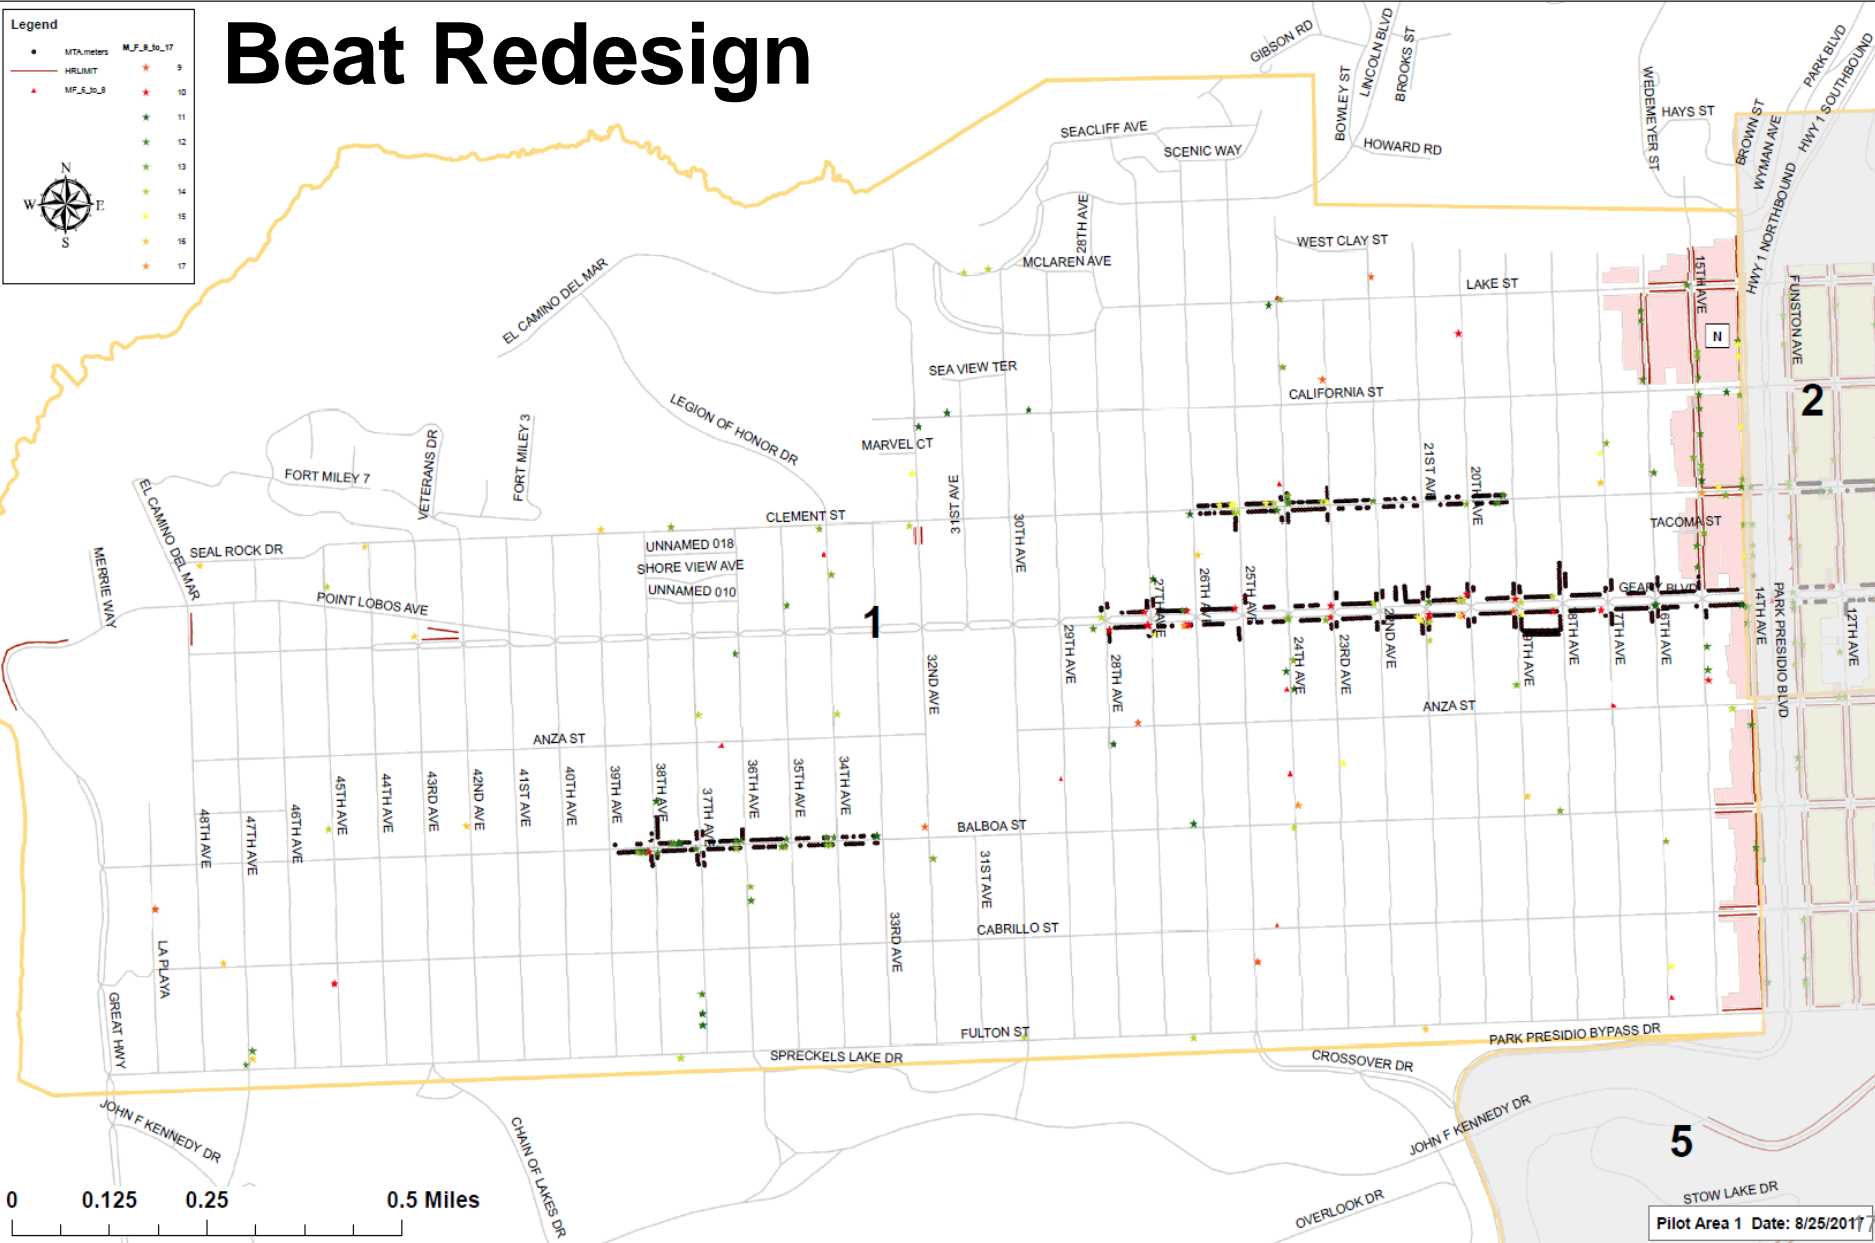 Beat Redesign
Legend
MTA.meters
HRLIMIT
MF_6_to_8
M_F_9_to_17
9
10
11
12
13
14
15
16
17
N
W E
S
GIBSON RD
BOWLEY ST
LINCOLN BLVD
BROOKS ST
HOWARD RD
WEDEMEYER ST
HAYS ST
BROWN ST
WYMAN AVE
PARK BLVD
HWY 1 SOUTHBOUND
HWY 1 NORTHBOUND
SEACLIFF AVE
SCENIC WAY
28TH AVE
MCLAREN AVE
WEST CLAY ST
LAKE ST
15TH AVE
FUNSTON AVE
N
EL CAMINO DEL MAR
SEA VIEW TER
CALIFORNIA ST
2
LEGION OF HONOR DR
MARVEL CT
FORT MILEY 7
VETERANS DR
FORT MILEY 3
EL CAMINO DEL MAR
31ST AVE
30TH AVE
21ST AVE
20TH AVE
CLEMENT ST
TACOMA ST
SEAL ROCK DR
UNNAMED 018
SHORE VIEW AVE
UNNAMED 010
MERRIE WAY
POINT LOBOS AVE
1
27TH AVE
26TH AVE
25TH AVE
GEARY BLVD
14TH AVE
PARK PRESIDIO BLVD
12TH AVE
29TH AVE
28TH AVE
24TH AVE
23RD AVE
22ND AVE
19TH AVE
18TH AVE
17TH AVE
16TH AVE
32ND AVE
ANZA ST
ANZA ST
48TH AVE
47TH AVE
46TH AVE
45TH AVE
44TH AVE
43RD AVE
42ND AVE
41ST AVE
40TH AVE
39TH AVE
38TH AVE
37TH AVE
36TH AVE
35TH AVE
34TH AVE
BALBOA ST
31ST AVE
33RD AVE
CABRILLO ST
LA PLAYA
GREAT HWY
FULTON ST
SPRECKELS LAKE DR
PARK PRESIDIO BYPASS DR
CROSSOVER DR
JOHN F KENNEDY DR
CHAIN OF LAKES DR
JOHN F KENNEDY DR
5
OVERLOOK DR
STOW LAKE DR
0 0.125 0.25 0.5 Miles
Pilot Area 1 Date: 8/25/2017
17